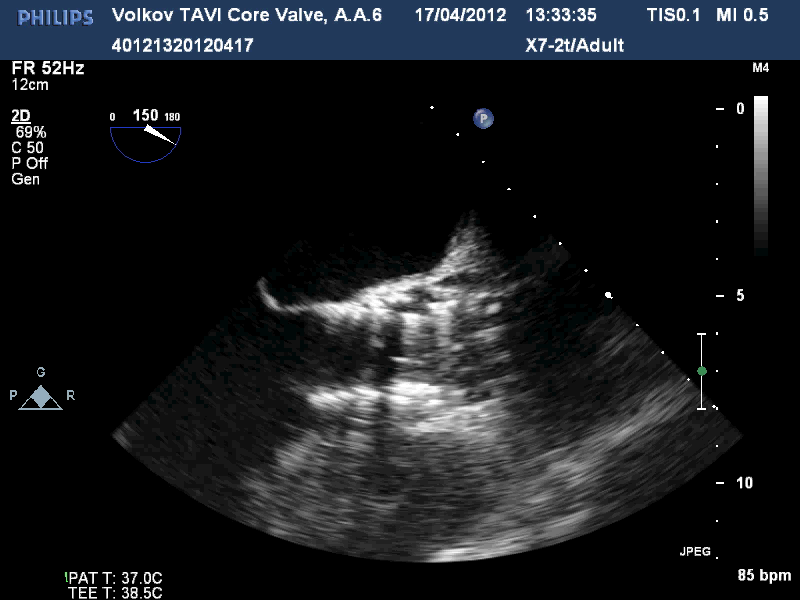 PHILIPS
Volkov TAVI Core Valve, A.A.6 17/04/2012 13:33:35 TIS0.1 MI 0.5
40121320120417 X7-2t/Adult
FR 52Hz
12cm
M4
2D
69%
C 50
P Off
Gen
0 150 180
P
0
5
10
G
P R
JPEG
PAT T: 37.0C
TEE T: 38.5C
85 bpm